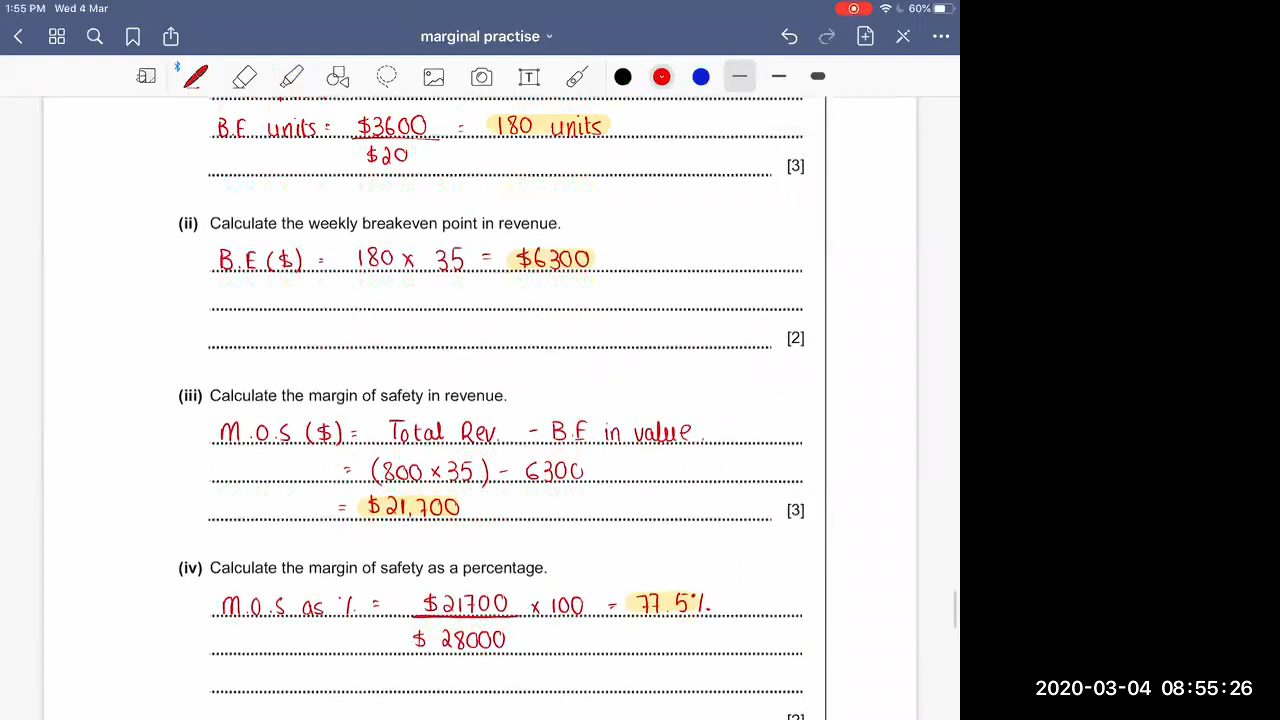 1:55 PM Wed 4 Mar
60%
marginal practise
T
B.E units = $3600 = 180 units
$20
[3]
(ii) Calculate the weekly breakeven point in revenue.
B.E ($) = 180 x 35 = $6300
[2]
(iii) Calculate the margin of safety in revenue.
M.O.S ($) = Total Rev. - B.E in value.
= (800 x 35) - 6300
= $21,700
[3]
(iv) Calculate the margin of safety as a percentage.
M.O.S as % = $21700 x 100 = 77.5%
$ 28000
2020-03-04 08:55:26